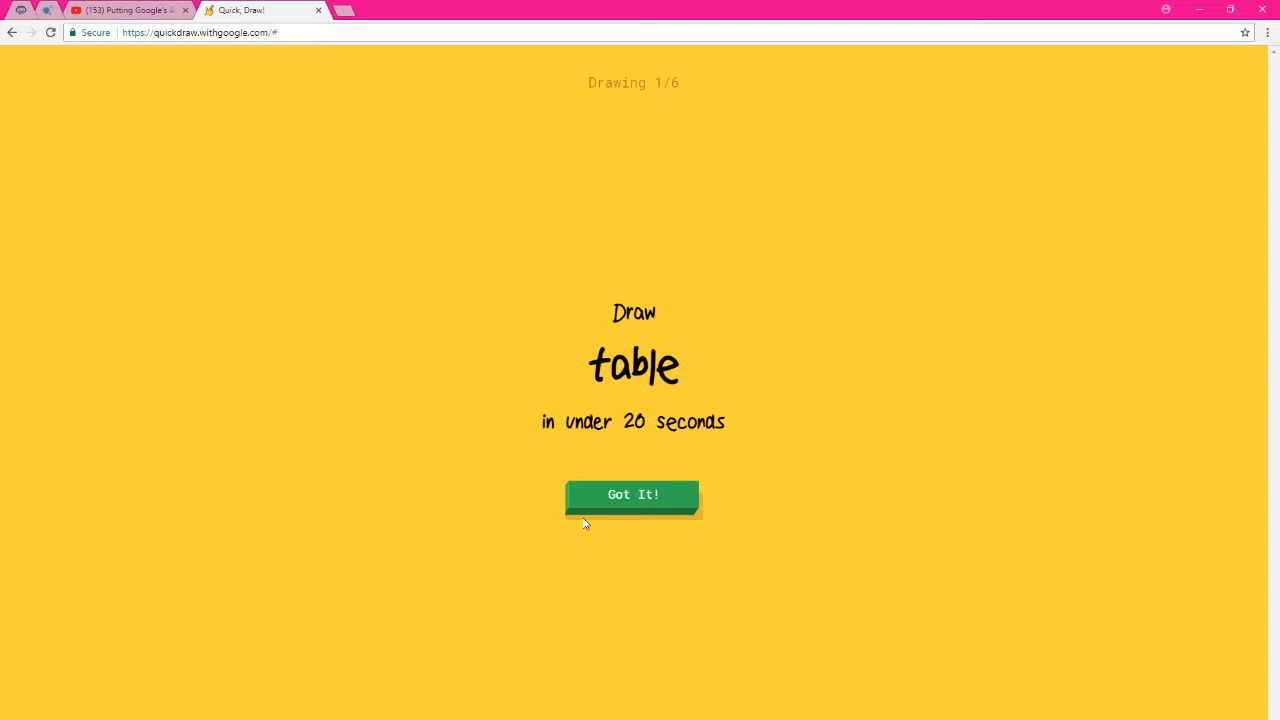 (153) Putting Google's A
Quick, Draw!
Secure
https://quickdraw.withgoogle.com/#
Drawing 1/6
Draw
table
in under 20 seconds
Got It!